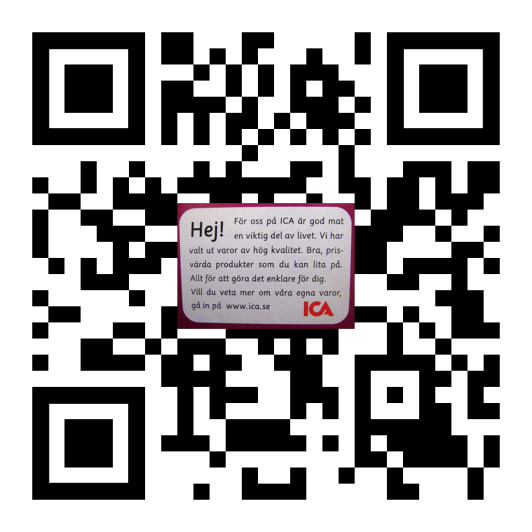 Hej! För oss på ICA är god mat
en viktig del av livet. Vi har
valt ut varor av hög kvalitet. Bra, pris-
värda produkter som du kan lita på.
Allt för att göra det enklare för dig.
Vill du veta mer om våra egna varor,
gå in på www.ica.se
ICA